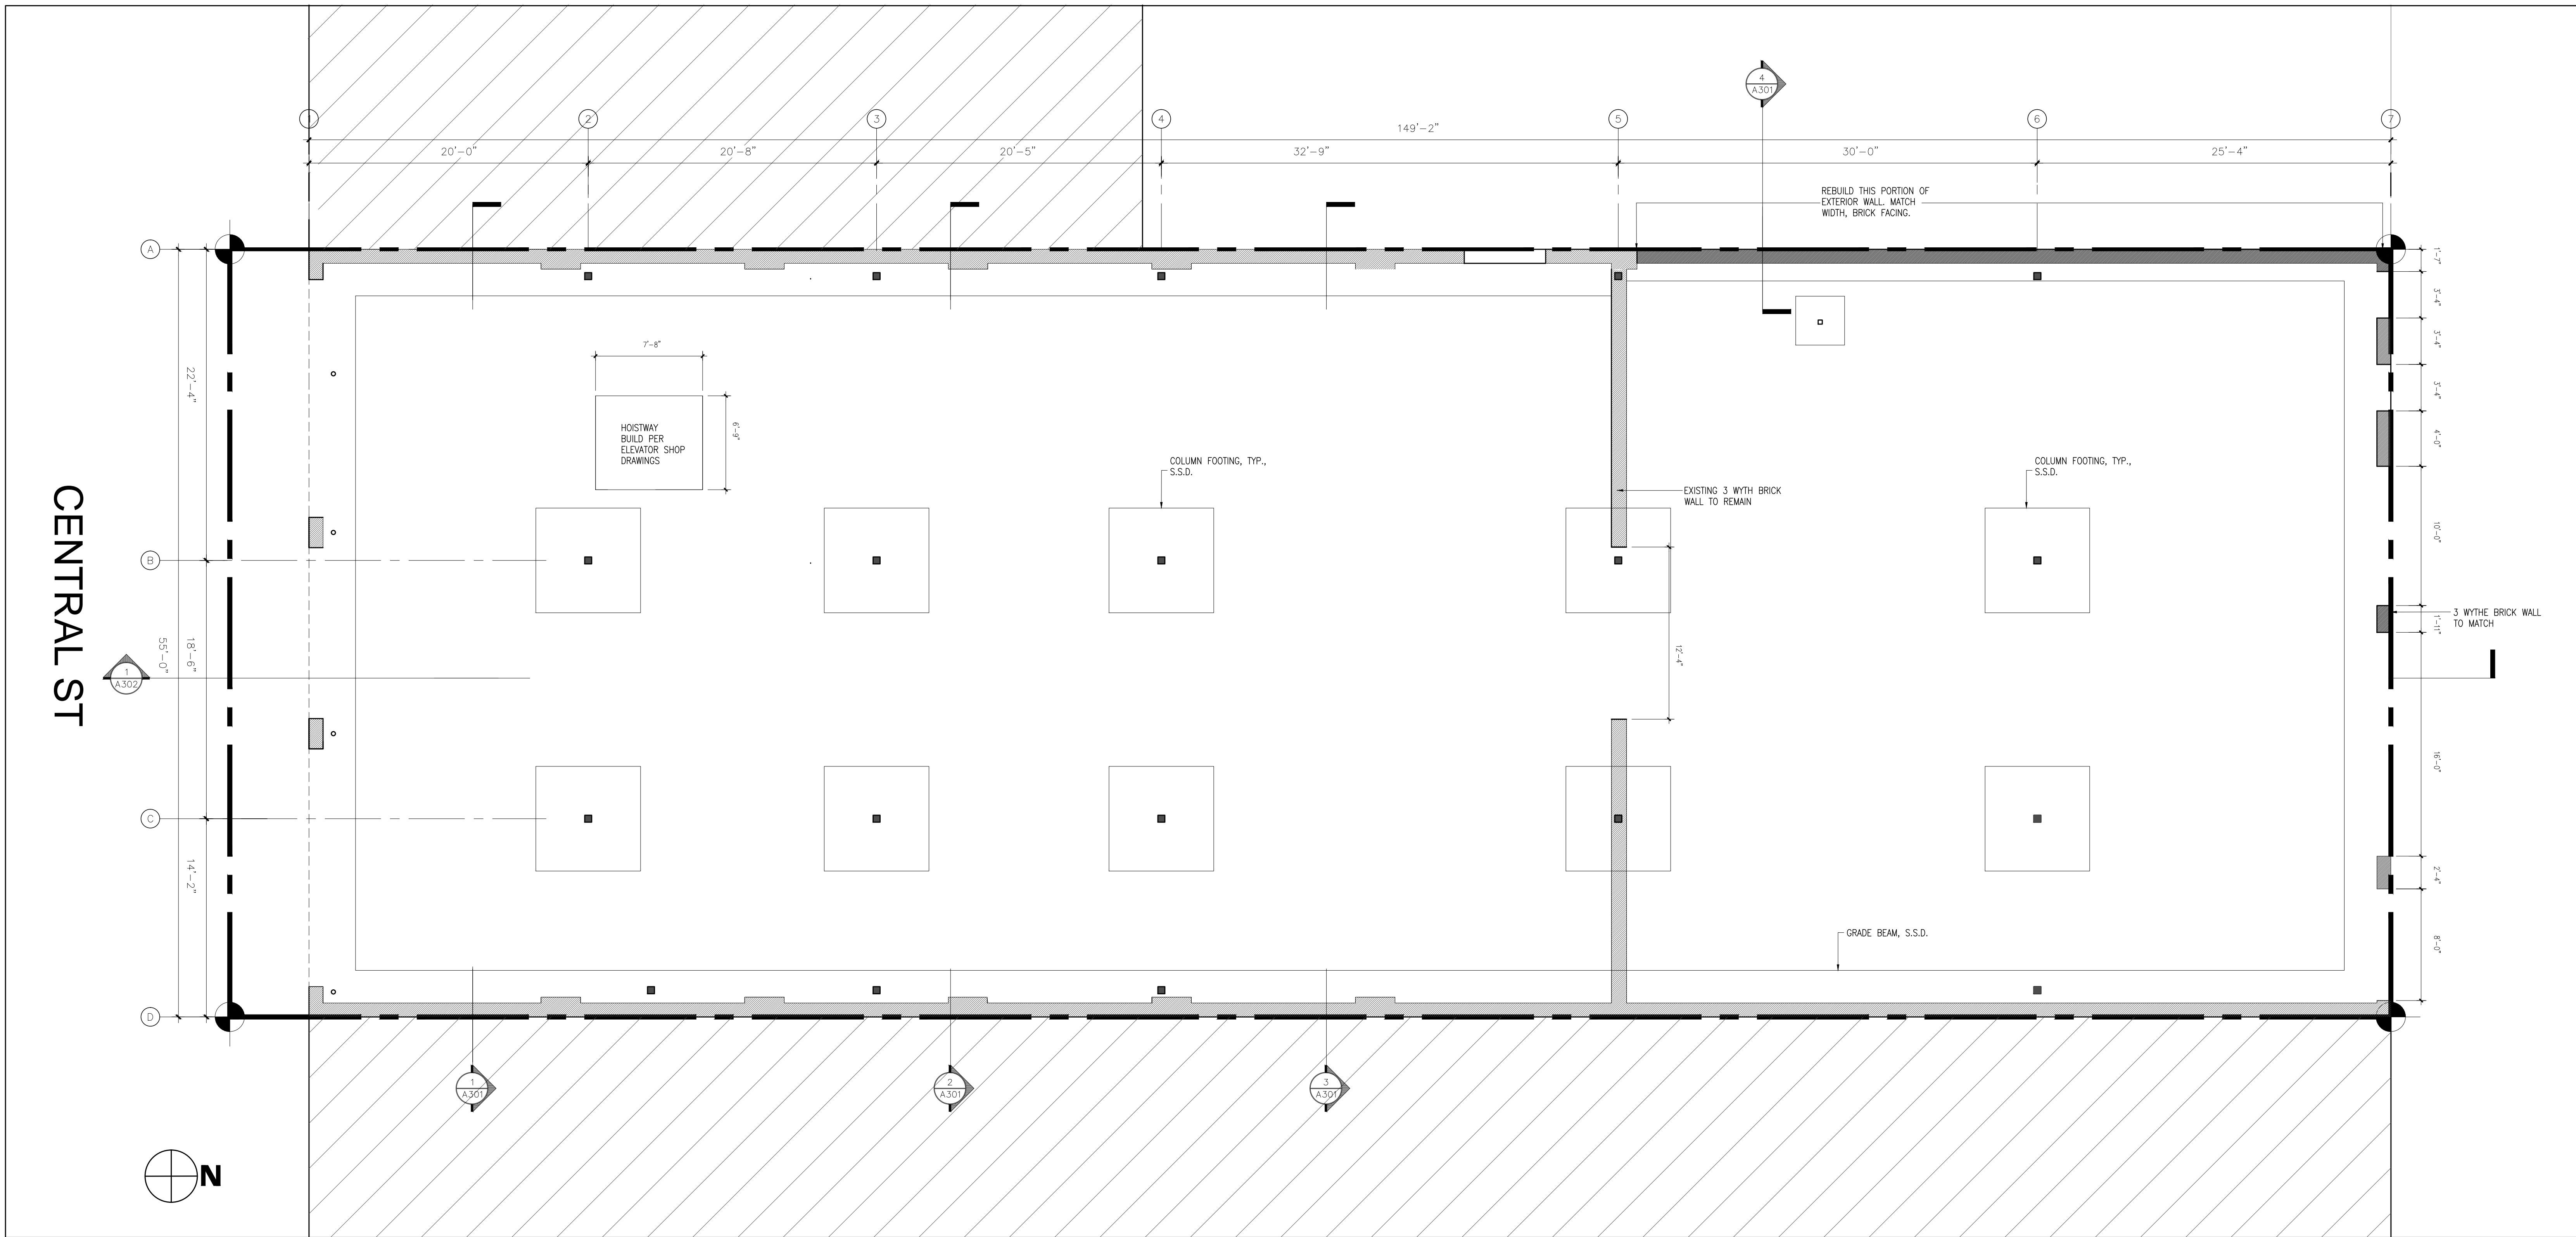 4
A301
1
2
3
4
5
6
7
149'-2"
20'-0"
20'-8"
20'-5"
32'-9"
30'-0"
25'-4"
REBUILD THIS PORTION OF
EXTERIOR WALL. MATCH
WIDTH, BRICK FACING.
A
B
C
D
22'-4"
18'-6"
55'-0"
14'-2"
CENTRAL ST
1
A302
7'-8"
6'-9"
HOISTWAY
BUILD PER
ELEVATOR SHOP
DRAWINGS
COLUMN FOOTING, TYP.,
S.S.D.
EXISTING 3 WYTH BRICK
WALL TO REMAIN
12'-4"
COLUMN FOOTING, TYP.,
S.S.D.
GRADE BEAM, S.S.D.
1'-7"
3'-4"
3'-4"
3'-4"
4'-0"
10'-0"
1'-11"
16'-0"
2'-4"
8'-0"
3 WYTHE BRICK WALL
TO MATCH
1
A301
2
A301
3
A301
N